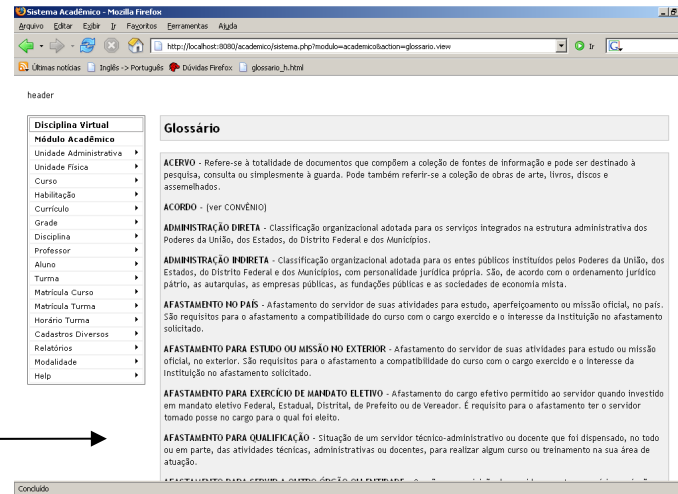 Sistema Acadêmico - Mozilla Firefox
Arquivo Editar Exibir Ir Favoritos Ferramentas Ajuda
http://localhost:8080/academico/sistema.php?modulo=academico&action=glossario.view Ir
Últimas notícias Inglês -> Português Dúvidas Firefox glossario_h.html
header
Disciplina Virtual
Módulo Acadêmico
Unidade Administrativa
Unidade Física
Curso
Habilitação
Currículo
Grade
Disciplina
Professor
Aluno
Turma
Matrícula Curso
Matrícula Turma
Horário Turma
Cadastros Diversos
Relatórios
Modalidade
Help
Glossário
ACERVO - Refere-se à totalidade de documentos que compõem a coleção de fontes de informação e pode ser destinado à
pesquisa, consulta ou simplesmente à guarda. Pode também referir-se a coleção de obras de arte, livros, discos e
assemelhados.
ACORDO - (ver CONVÊNIO)
ADMINISTRAÇÃO DIRETA - Classificação organizacional adotada para os serviços integrados na estrutura administrativa dos
Poderes da União, dos Estados, do Distrito Federal e dos Municípios.
ADMINISTRAÇÃO INDIRETA - Classificação organizacional adotada para os entes públicos instituídos pelos Poderes da União, dos
Estados, do Distrito Federal e dos Municípios, com personalidade jurídica própria. São, de acordo com o ordenamento jurídico
pátrio, as autarquias, as empresas públicas, as fundações públicas e as sociedades de economia mista.
AFASTAMENTO NO PAÍS - Afastamento do servidor de suas atividades para estudo, aperfeiçoamento ou missão oficial, no país.
São requisitos para o afastamento a compatibilidade do curso com o cargo exercido e o interesse da Instituição no afastamento
solicitado.
AFASTAMENTO PARA ESTUDO OU MISSÃO NO EXTERIOR - Afastamento do servidor de suas atividades para estudo ou missão
oficial, no exterior. São requisitos para o afastamento a compatibilidade do curso com o cargo exercido e o interesse da
Instituição no afastamento solicitado.
AFASTAMENTO PARA EXERCÍCIO DE MANDATO ELETIVO - Afastamento do cargo efetivo permitido ao servidor quando investido
em mandato eletivo Federal, Estadual, Distrital, de Prefeito ou de Vereador. É requisito para o afastamento ter o servidor
tomado posse no cargo para o qual foi eleito.
AFASTAMENTO PARA QUALIFICAÇÃO - Situação de um servidor técnico-administrativo ou docente que foi dispensado, no todo
ou em parte, das atividades técnicas, administrativas ou docentes, para realizar algum curso ou treinamento na sua área de
atuação.
AFASTAMENTO PARA SERVIR A OUTRO ÓRGÃO OU ENTIDADE -
Concluído